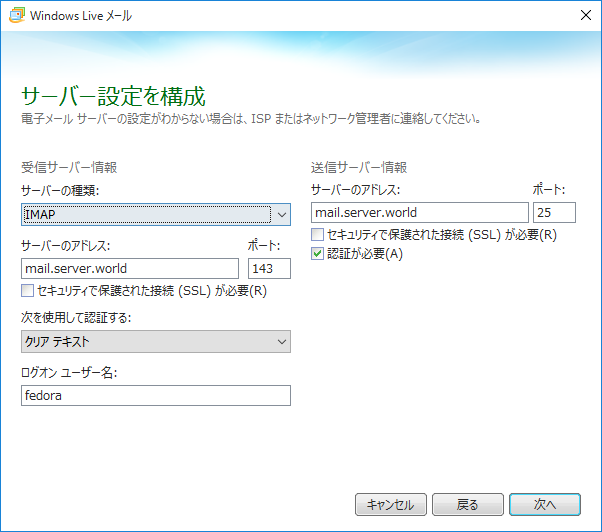 Windows Live メール
サーバー設定を構成
電子メール サーバーの設定がわからない場合は、ISP またはネットワーク管理者に連絡してください。
受信サーバー情報
サーバーの種類:
IMAP
サーバーのアドレス: ポート:
mail.server.world 143
セキュリティで保護された接続 (SSL) が必要(R)
次を使用して認証する:
クリア テキスト
ログオン ユーザー名:
fedora
送信サーバー情報
サーバーのアドレス: ポート:
mail.server.world 25
セキュリティで保護された接続 (SSL) が必要(R)
認証が必要(A)
キャンセル 戻る 次へ